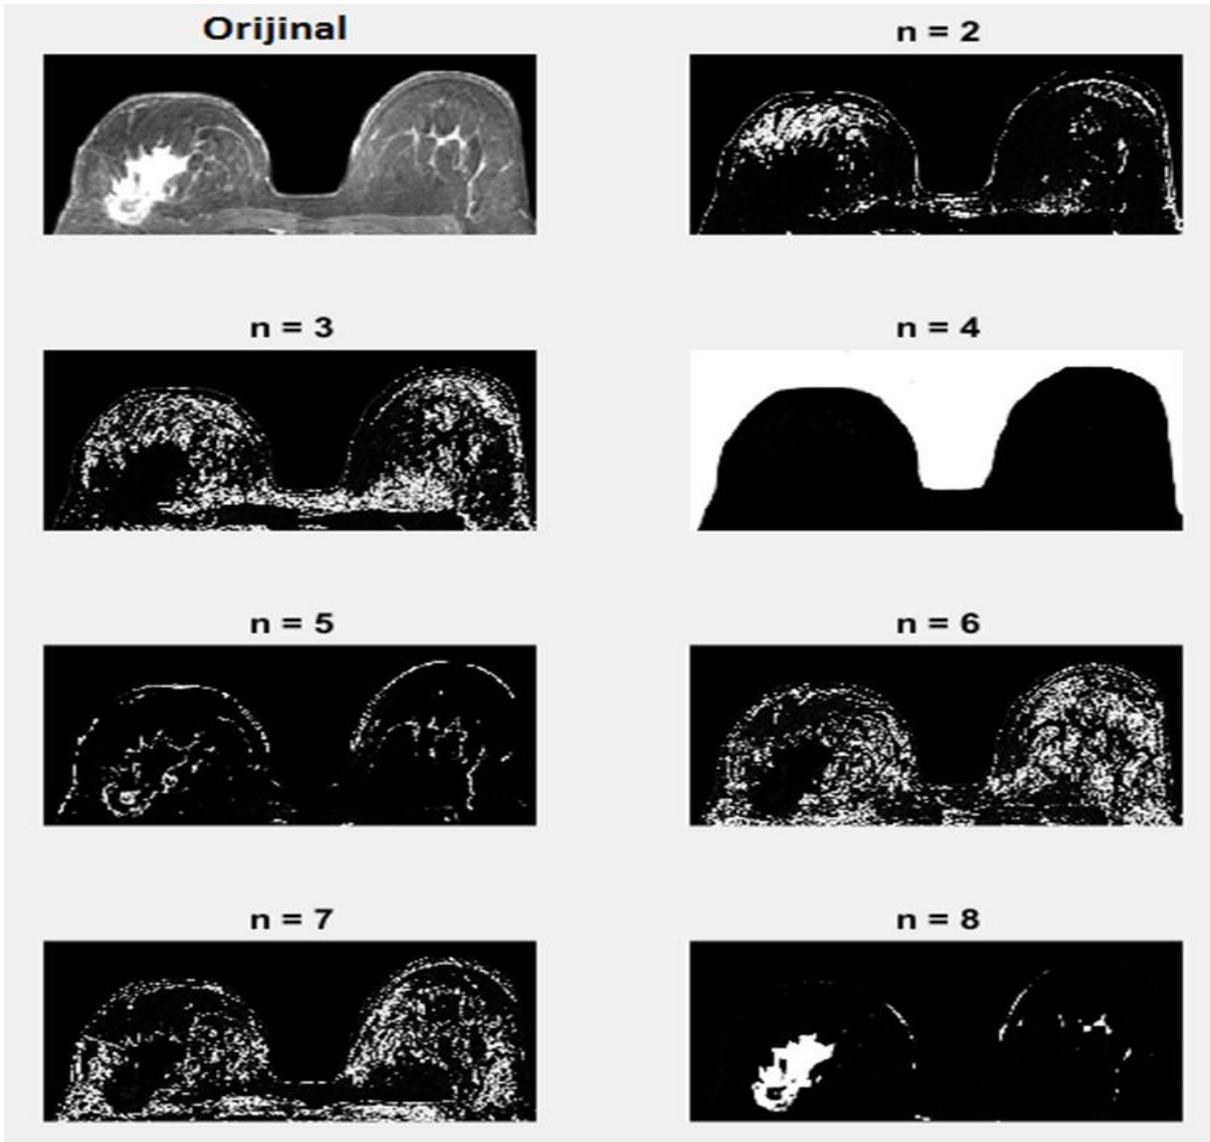 Orijinal
n = 2
n = 3
n = 4
n = 5
n = 6
n = 7
n = 8